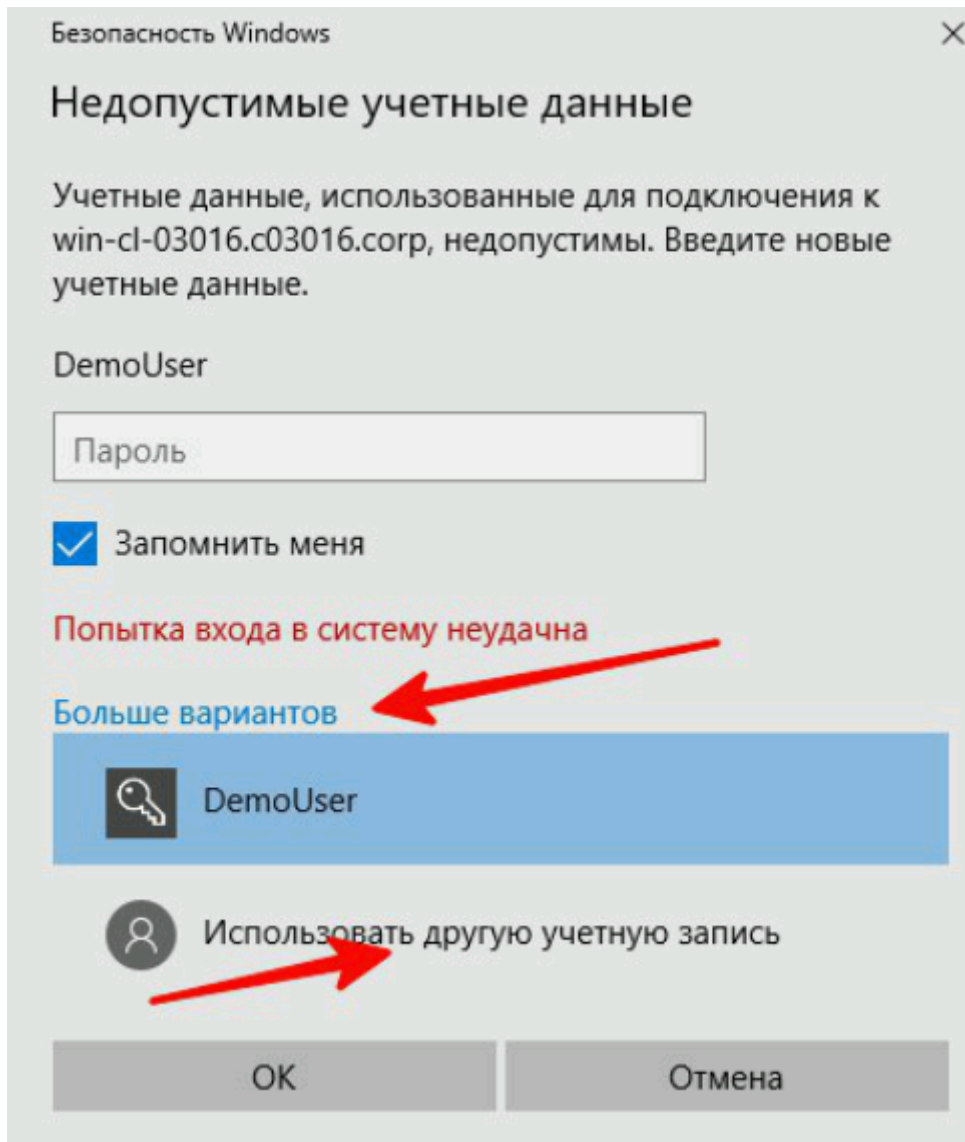 Безопасность Windows
Недопустимые учетные данные
Учетные данные, использованные для подключения к
win-cl-03016.c03016.corp, недопустимы. Введите новые
учетные данные.
DemoUser
Пароль
Запомнить меня
Попытка входа в систему неудачна
Больше вариантов
DemoUser
Использовать другую учетную запись
ОК
Отмена